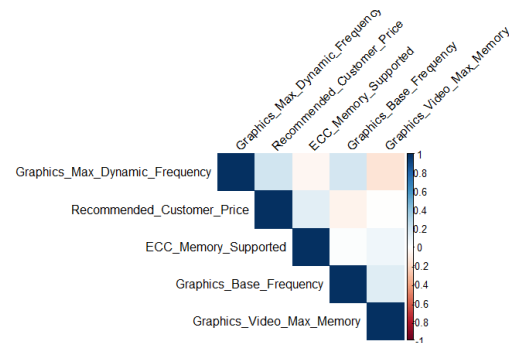 Graphics_Max_Dynamic_Frequency
Recommended_Customer_Price
ECC_Memory_Supported
Graphics_Base_Frequency
Graphics_Video_Max_Memory
Graphics_Max_Dynamic_Frequency
Recommended_Customer_Price
ECC_Memory_Supported
Graphics_Base_Frequency
Graphics_Video_Max_Memory
1
0.8
0.6
0.4
0.2
0
-0.2
-0.4
-0.6
-0.8
-1